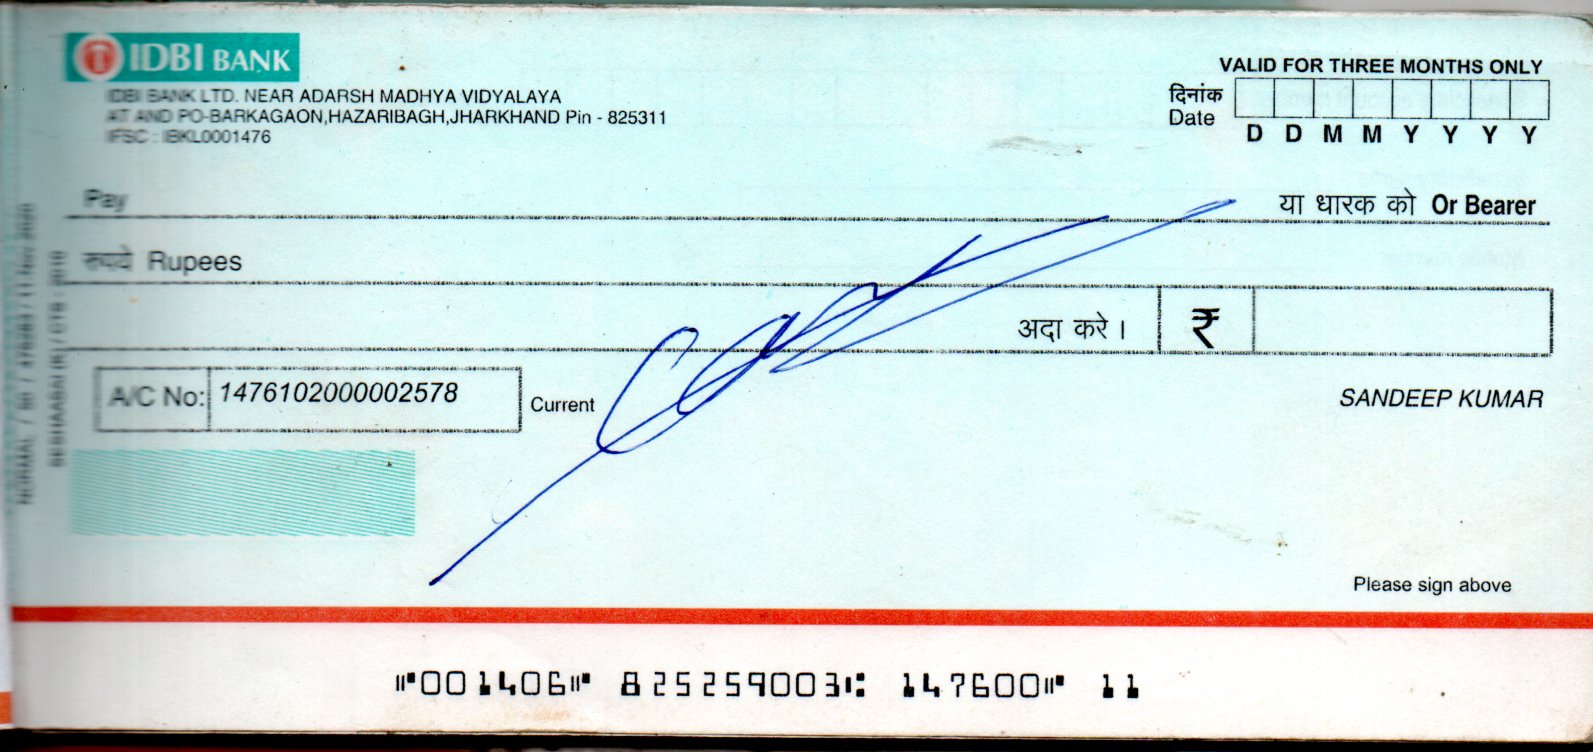 IDBI BANK
IDBI BANK LTD. NEAR ADARSH MADHYA VIDYALAYA
AT AND PO-BARKAGAON,HAZARIBAGH,JHARKHAND Pin - 825311
IFSC : IBKL0001476
VALID FOR THREE MONTHS ONLY
दिनांक
Date
D D M M Y Y Y Y
Pay
या धारक को Or Bearer
रुपये Rupees
अदा करे। ₹
A/C No: 1476102000002578
Current
SANDEEP KUMAR
Please sign above
⑈001406⑈ 825259003⑆ 147600⑈ 11